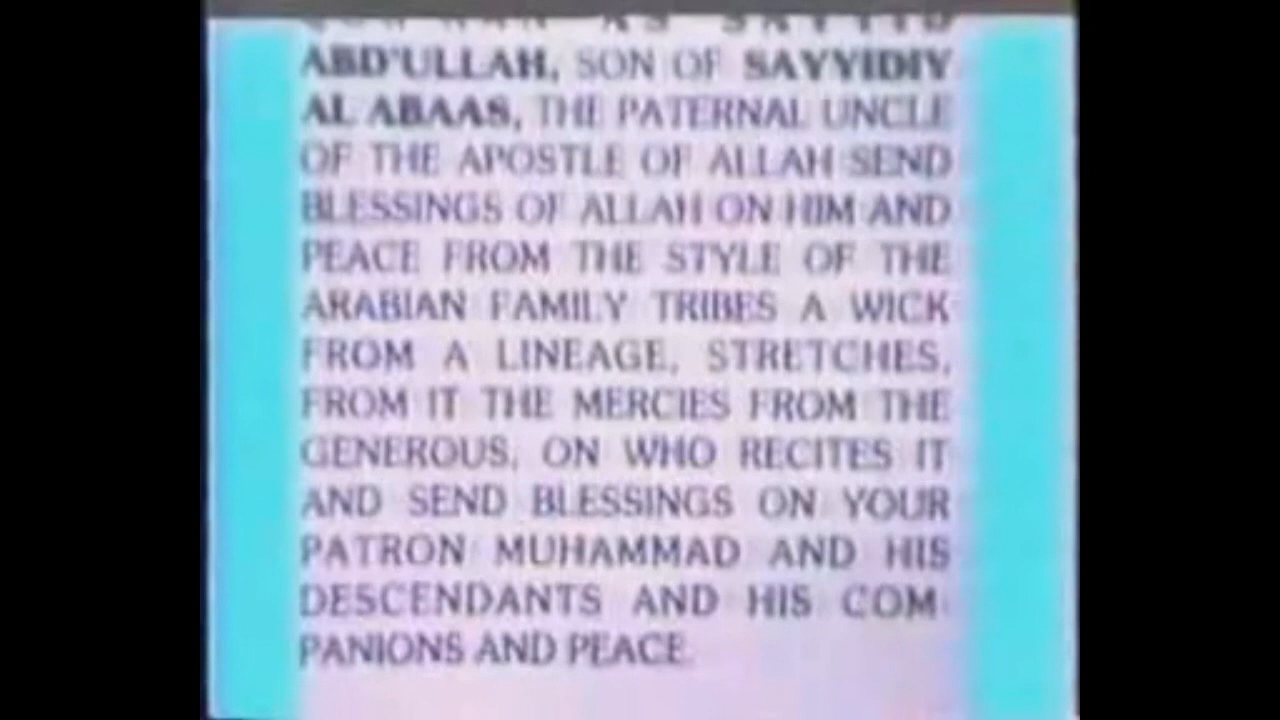 ABD'ULLAH, SON OF SAYYIDIY
AL ABAAS, THE PATERNAL UNCLE
OF THE APOSTLE OF ALLAH SEND
BLESSINGS OF ALLAH ON HIM AND
PEACE FROM THE STYLE OF THE
ARABIAN FAMILY TRIBES A WICK
FROM A LINEAGE, STRETCHES,
FROM IT THE MERCIES FROM THE
GENEROUS, ON WHO RECITES IT
AND SEND BLESSINGS ON YOUR
PATRON MUHAMMAD AND HIS
DESCENDANTS AND HIS COM-
PANIONS AND PEACE.